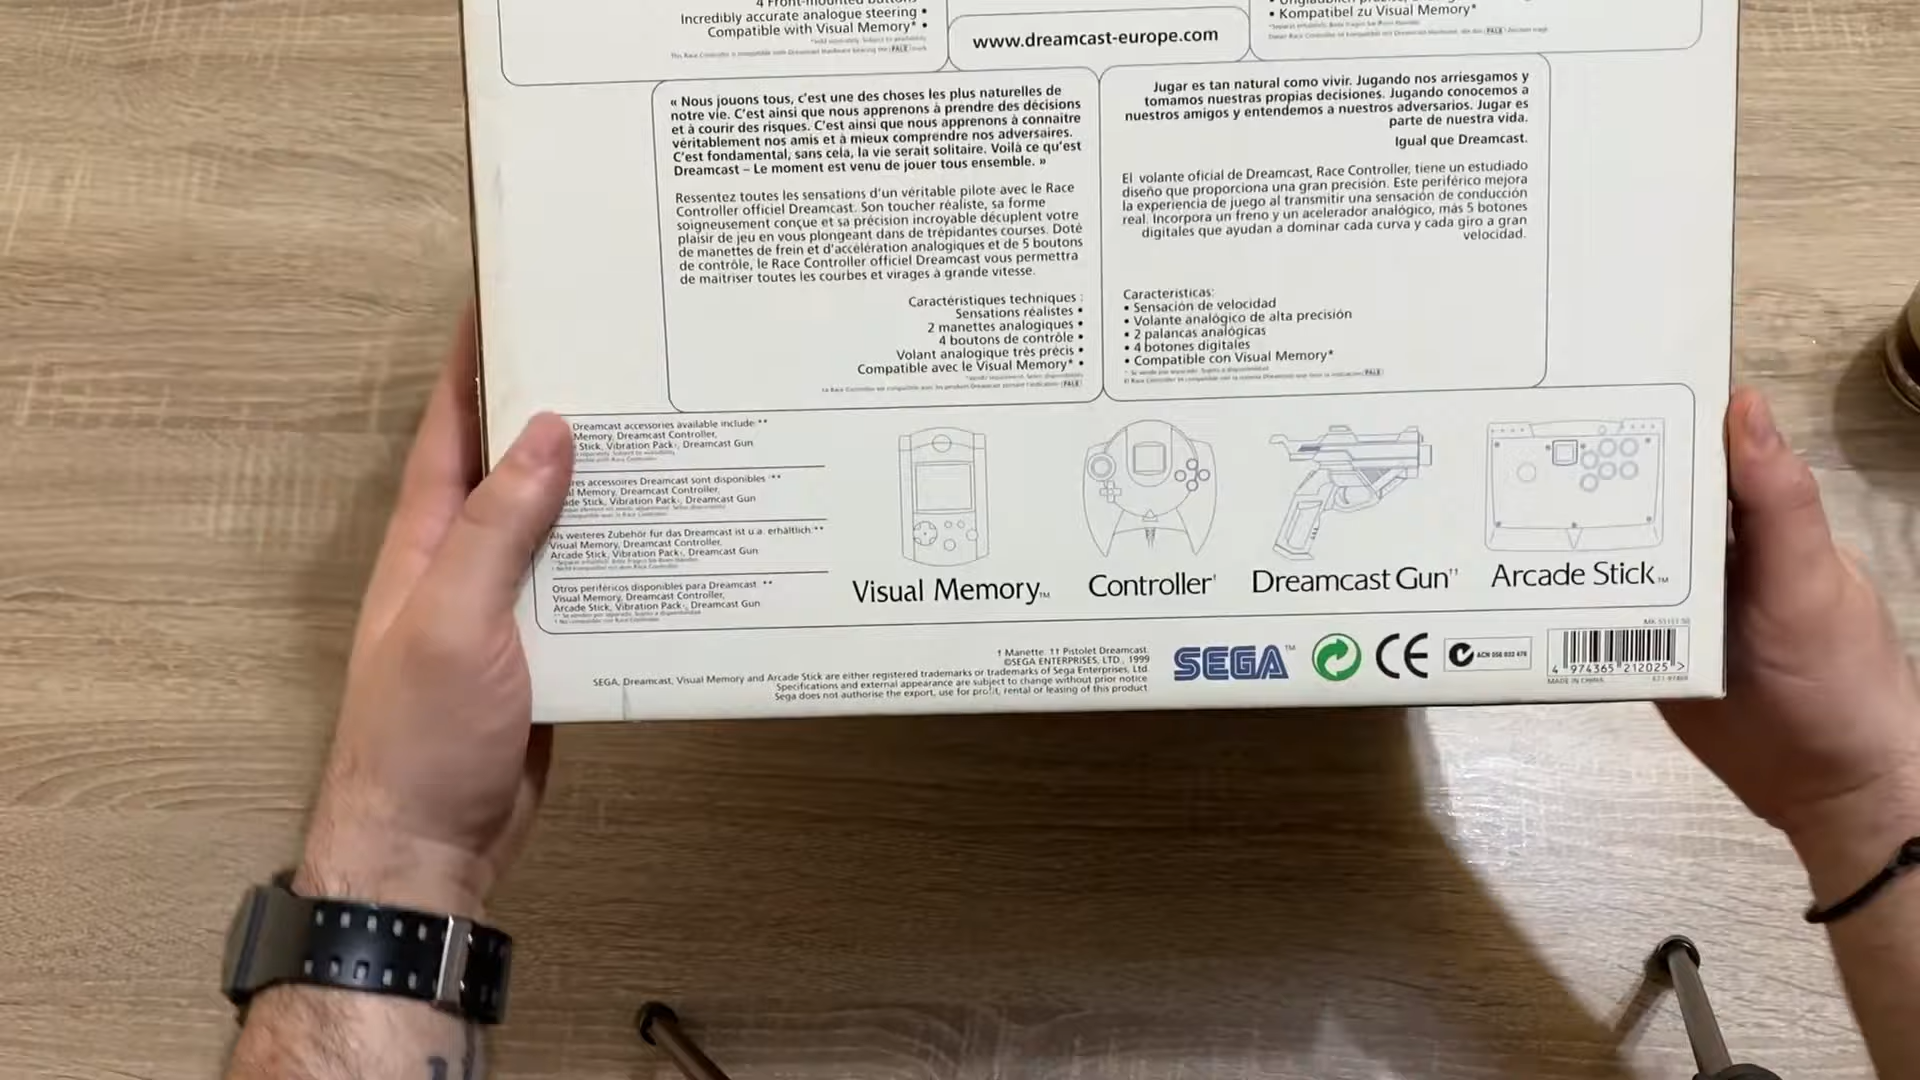 4 Front-mounted buttons
Incredibly accurate analogue steering •
Compatible with Visual Memory* •
www.dreamcast-europe.com
• Kompatibel zu Visual Memory*
« Nous jouons tous, c'est une des choses les plus naturelles de
notre vie. C'est ainsi que nous apprenons à prendre des décisions
et à courir des risques. C'est ainsi que nous apprenons à connaitre
véritablement nos amis et à mieux comprendre nos adversaires.
C'est fondamental, sans cela, la vie serait solitaire. Voilà ce qu'est
Dreamcast – Le moment est venu de jouer tous ensemble. »
Ressentez toutes les sensations d'un véritable pilote avec le Race
Controller officiel Dreamcast. Son toucher réaliste, sa forme
soigneusement conçue et sa précision incroyable décuplent votre
plaisir de jeu en vous plongeant dans de trépidantes courses. Doté
de manettes de frein et d'accélération analogiques et de 5 boutons
de contrôle, le Race Controller officiel Dreamcast vous permettra
de maitriser toutes les courbes et virages à grande vitesse.
Caractéristiques techniques :
Sensations réalistes •
2 manettes analogiques •
4 boutons de contrôle •
Volant analogique très précis •
Compatible avec le Visual Memory* •
Jugar es tan natural como vivir. Jugando nos arriesgamos y
tomamos nuestras propias decisiones. Jugando conocemos a
nuestros amigos y entendemos a nuestros adversarios. Jugar es
parte de nuestra vida.
Igual que Dreamcast.
El volante oficial de Dreamcast, Race Controller, tiene un estudiado
diseño que proporciona una gran precisión. Este periférico mejora
la experiencia de juego al transmitir una sensación de conducción
real. Incorpora un freno y un acelerador analógico, más 5 botones
digitales que ayudan a dominar cada curva y cada giro a gran
velocidad.
Características:
• Sensación de velocidad
• Volante analógico de alta precisión
• 2 palancas analógicas
• 4 botones digitales
• Compatible con Visual Memory*
Dreamcast accessories available include:**
Memory, Dreamcast Controller,
Stick, Vibration Pack‡, Dreamcast Gun
accessoires Dreamcast sont disponibles :**
Memory, Dreamcast Controller,
Stick, Vibration Pack‡, Dreamcast Gun
Als weiteres Zubehör fur das Dreamcast ist u.a. erhältlich:**
Visual Memory, Dreamcast Controller,
Arcade Stick, Vibration Pack‡, Dreamcast Gun
Otros periféricos disponibles para Dreamcast: **
Visual Memory, Dreamcast Controller,
Arcade Stick, Vibration Pack‡, Dreamcast Gun
Visual Memory™
Controller†
Dreamcast Gun††
Arcade Stick™
† Manette. †† Pistolet Dreamcast.
©SEGA ENTERPRISES, LTD., 1999
SEGA, Dreamcast, Visual Memory and Arcade Stick are either registered trademarks or trademarks of Sega Enterprises, Ltd.
Specifications and external appearance are subject to change without prior notice
Sega does not authorise the export, use for profit, rental or leasing of this product
SEGA™
CE
ACN 056 032 476
4 974365 212025 >
MADE IN CHINA